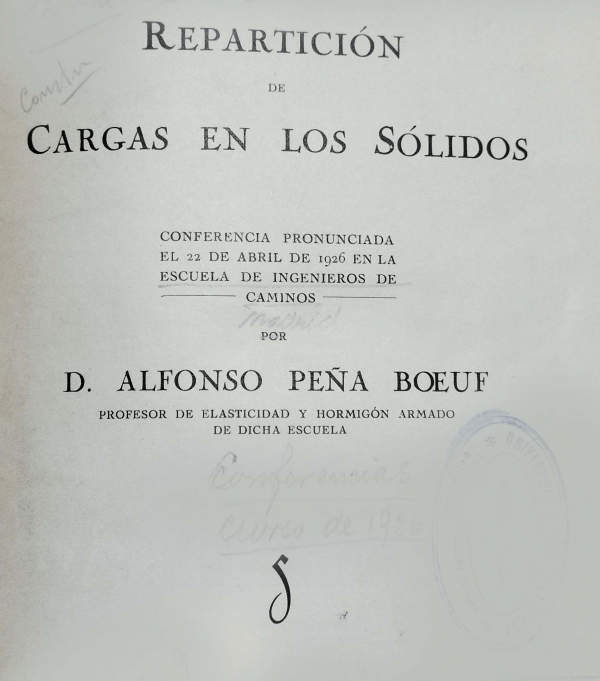 REPARTICIÓN
DE
CARGAS EN LOS SÓLIDOS
CONFERENCIA PRONUNCIADA
EL 22 DE ABRIL DE 1926 EN LA
ESCUELA DE INGENIEROS DE
CAMINOS
Madrid
POR
D. ALFONSO PEÑA BŒUF
PROFESOR DE ELASTICIDAD Y HORMIGÓN ARMADO
DE DICHA ESCUELA
Conferencias
curso de 1926